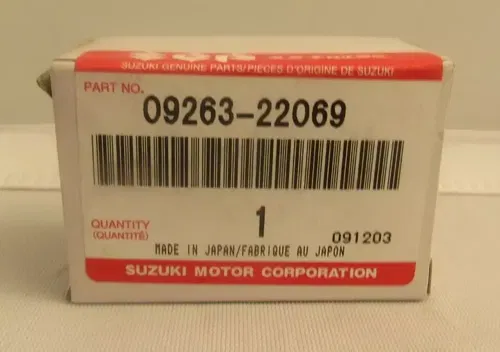 SUZUKI GENUINE PARTS/PIECES D'ORIGINE DE SUZUKI
PART NO.
09263-22069
QUANTITY
(QUANTITÉ)
1
091203
MADE IN JAPAN/FABRIQUE AU JAPON
SUZUKI MOTOR CORPORATION